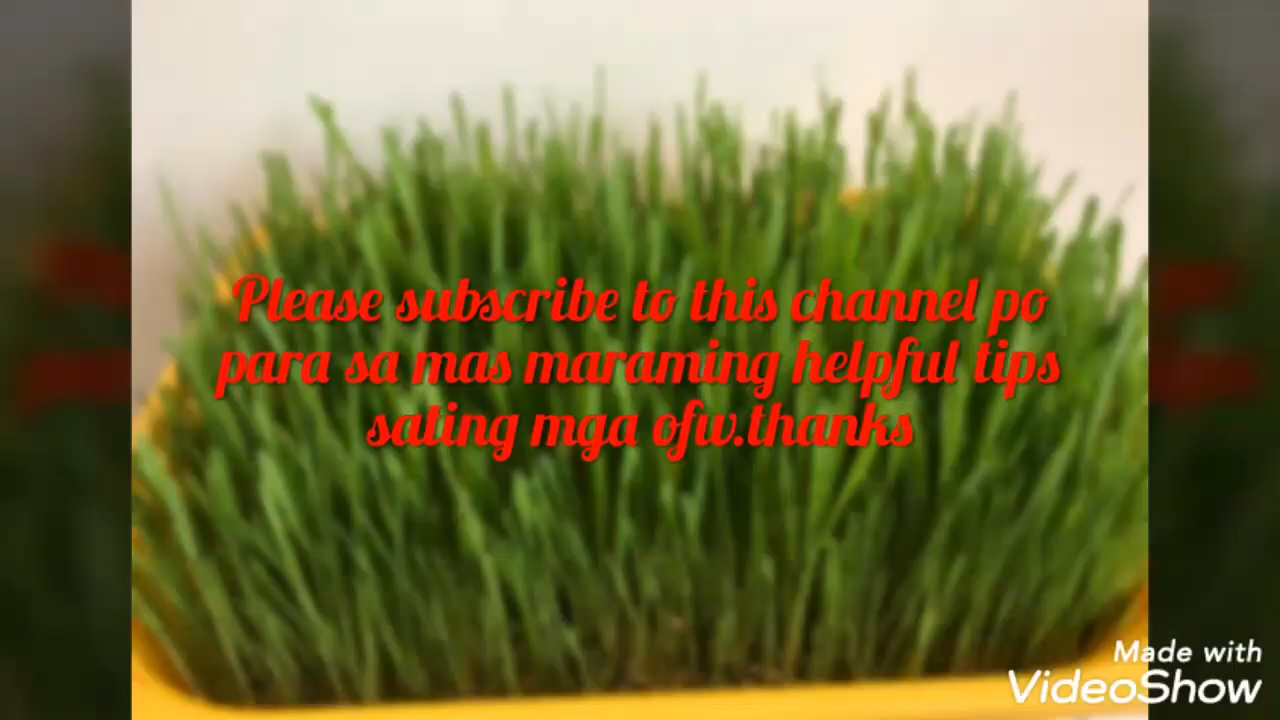 Please subscribe to this channel po
para sa mas maraming helpful tips
sating mga ofw.thanks
Made with
VideoShow